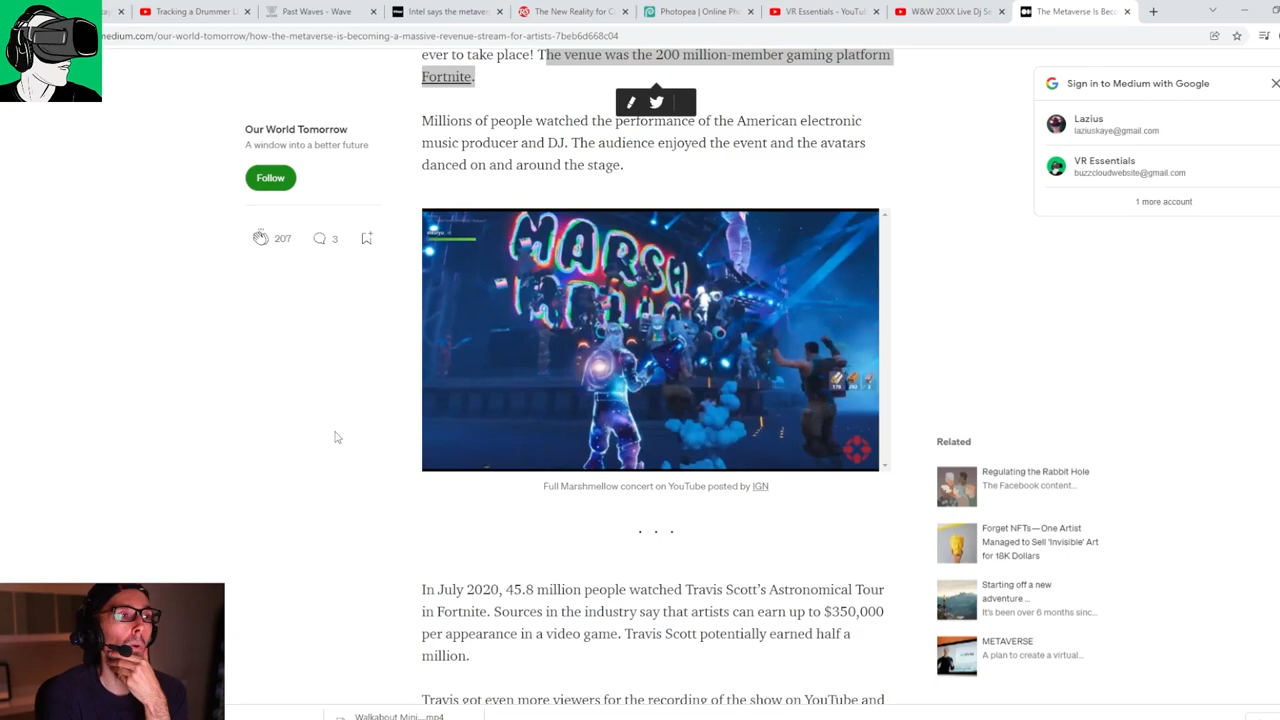 Tracking a Drummer L
Past Waves - Wave
Intel says the metaver
The New Reality for Co
Photopea | Online Pho
VR Essentials - YouTu
W&W 20XX Live Dj Se
The Metaverse Is Beco
medium.com/our-world-tomorrow/how-the-metaverse-is-becoming-a-massive-revenue-stream-for-artists-7beb6d668c04
ever to take place! The venue was the 200 million-member gaming platform
Fortnite.
Millions of people watched the performance of the American electronic
music producer and DJ. The audience enjoyed the event and the avatars
danced on and around the stage.
Our World Tomorrow
A window into a better future
Follow
207
3
MARSH
MELLO
Full Marshmellow concert on YouTube posted by IGN
. . .
In July 2020, 45.8 million people watched Travis Scott's Astronomical Tour
in Fortnite. Sources in the industry say that artists can earn up to $350,000
per appearance in a video game. Travis Scott potentially earned half a
million.
Travis got even more viewers for the recording of the show on YouTube and
Sign in to Medium with Google
Lazius
laziuskaye@gmail.com
VR Essentials
buzzcloudwebsite@gmail.com
1 more account
Related
Regulating the Rabbit Hole
The Facebook content...
Forget NFTs — One Artist
Managed to Sell 'Invisible' Art
for 18K Dollars
Starting off a new
adventure ...
It's been over 6 months sinc...
METAVERSE
A plan to create a virtual...
Walkabout Mini....mp4